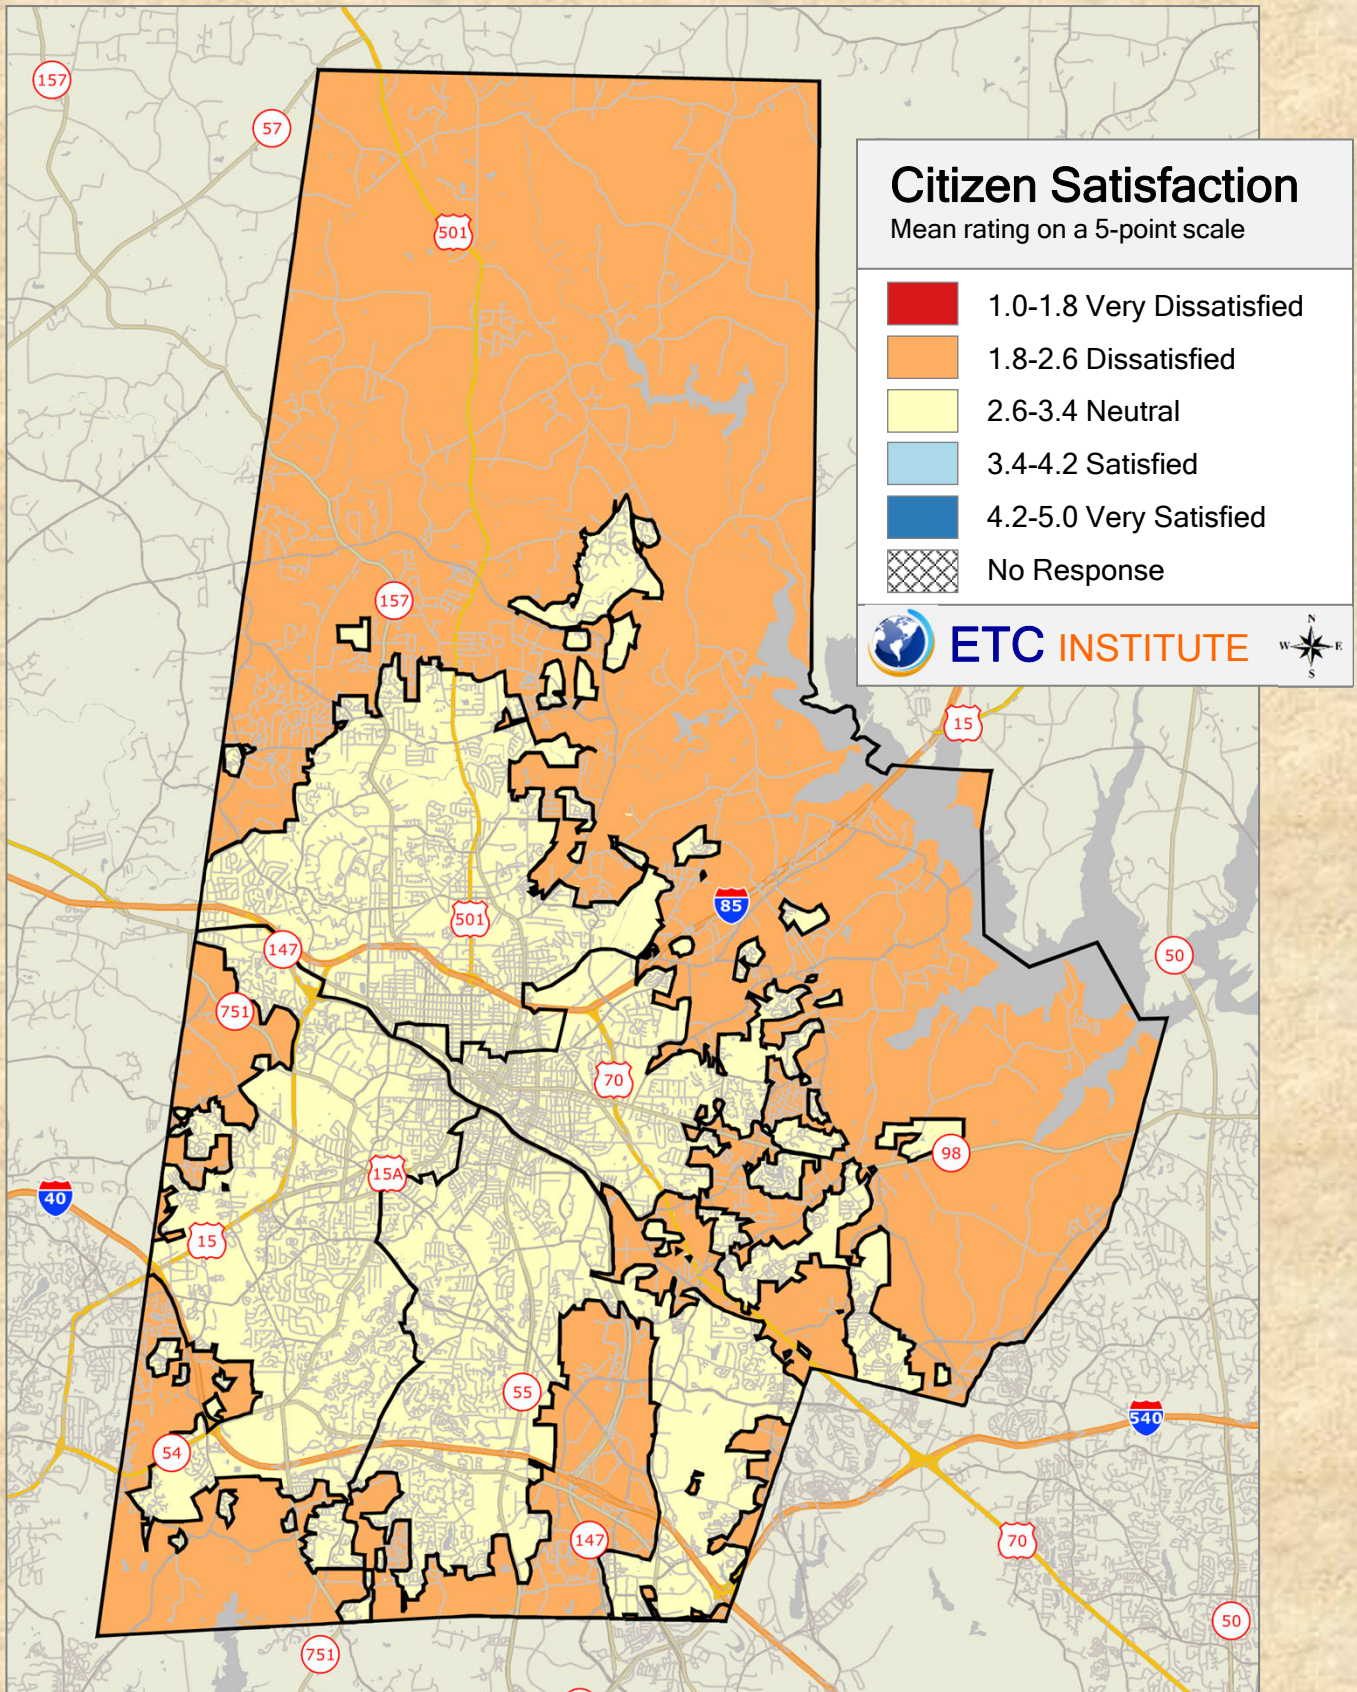 157
57
501
Citizen Satisfaction
Mean rating on a 5-point scale
1.0-1.8 Very Dissatisfied
1.8-2.6 Dissatisfied
2.6-3.4 Neutral
3.4-4.2 Satisfied
4.2-5.0 Very Satisfied
No Response
ETC INSTITUTE
N
W E
S
157
15
85
501
147
50
751
70
98
15A
40
15
55
540
54
147
70
50
751